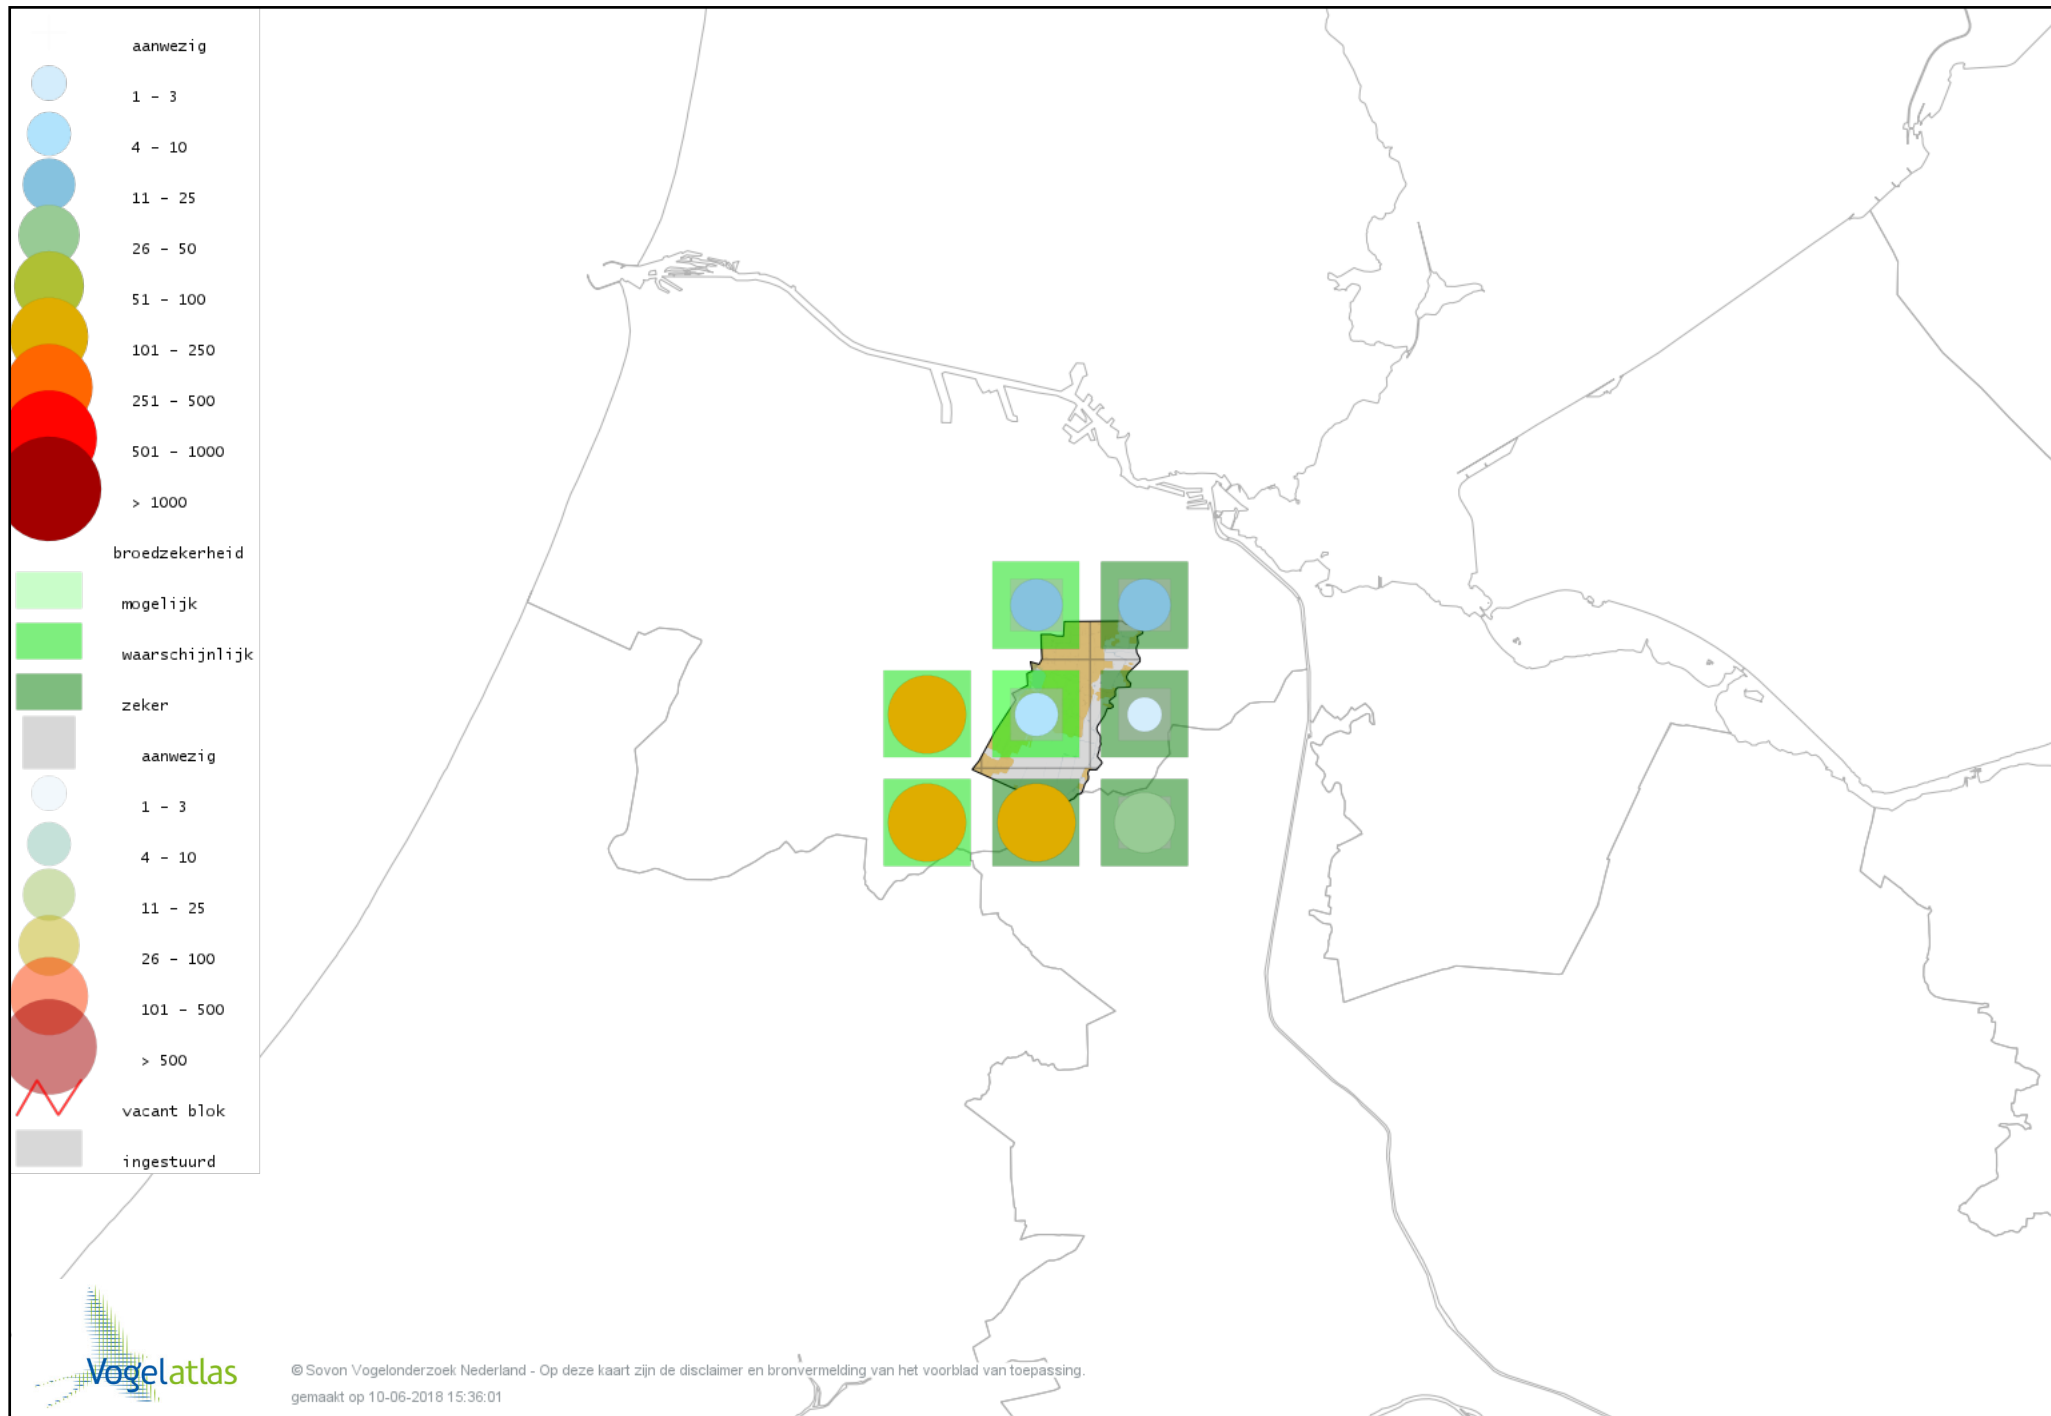 aanwezig
1 - 3
4 - 10
11 - 25
26 - 50
51 - 100
101 - 250
251 - 500
501 - 1000
> 1000
broedzekerheid
mogelijk
waarschijnlijk
zeker
aanwezig
1 - 3
4 - 10
11 - 25
26 - 100
101 - 500
> 500
vacant blok
ingestuurd
Vogelatlas
© Sovon Vogelonderzoek Nederland - Op deze kaart zijn de disclaimer en bronvermelding van het voorblad van toepassing.
gemaakt op 10-06-2018 15:36:01